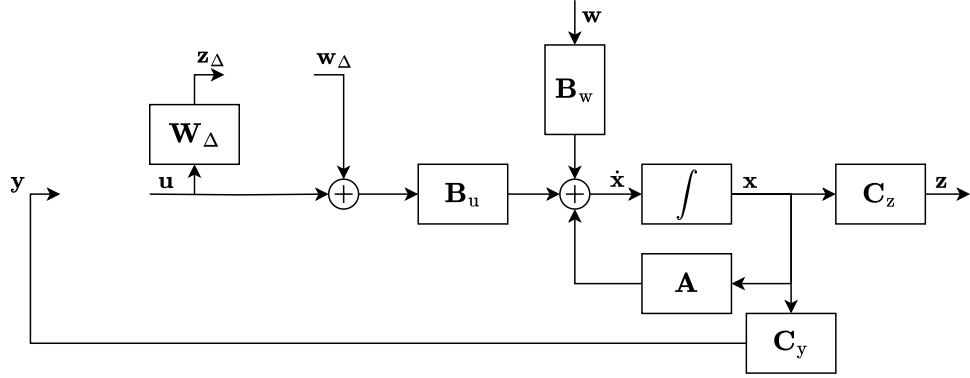 w
z_Δ
w_Δ
B_w
W_Δ
y
u
+
B_u
+
ẋ
∫
x
C_z
z
A
C_y